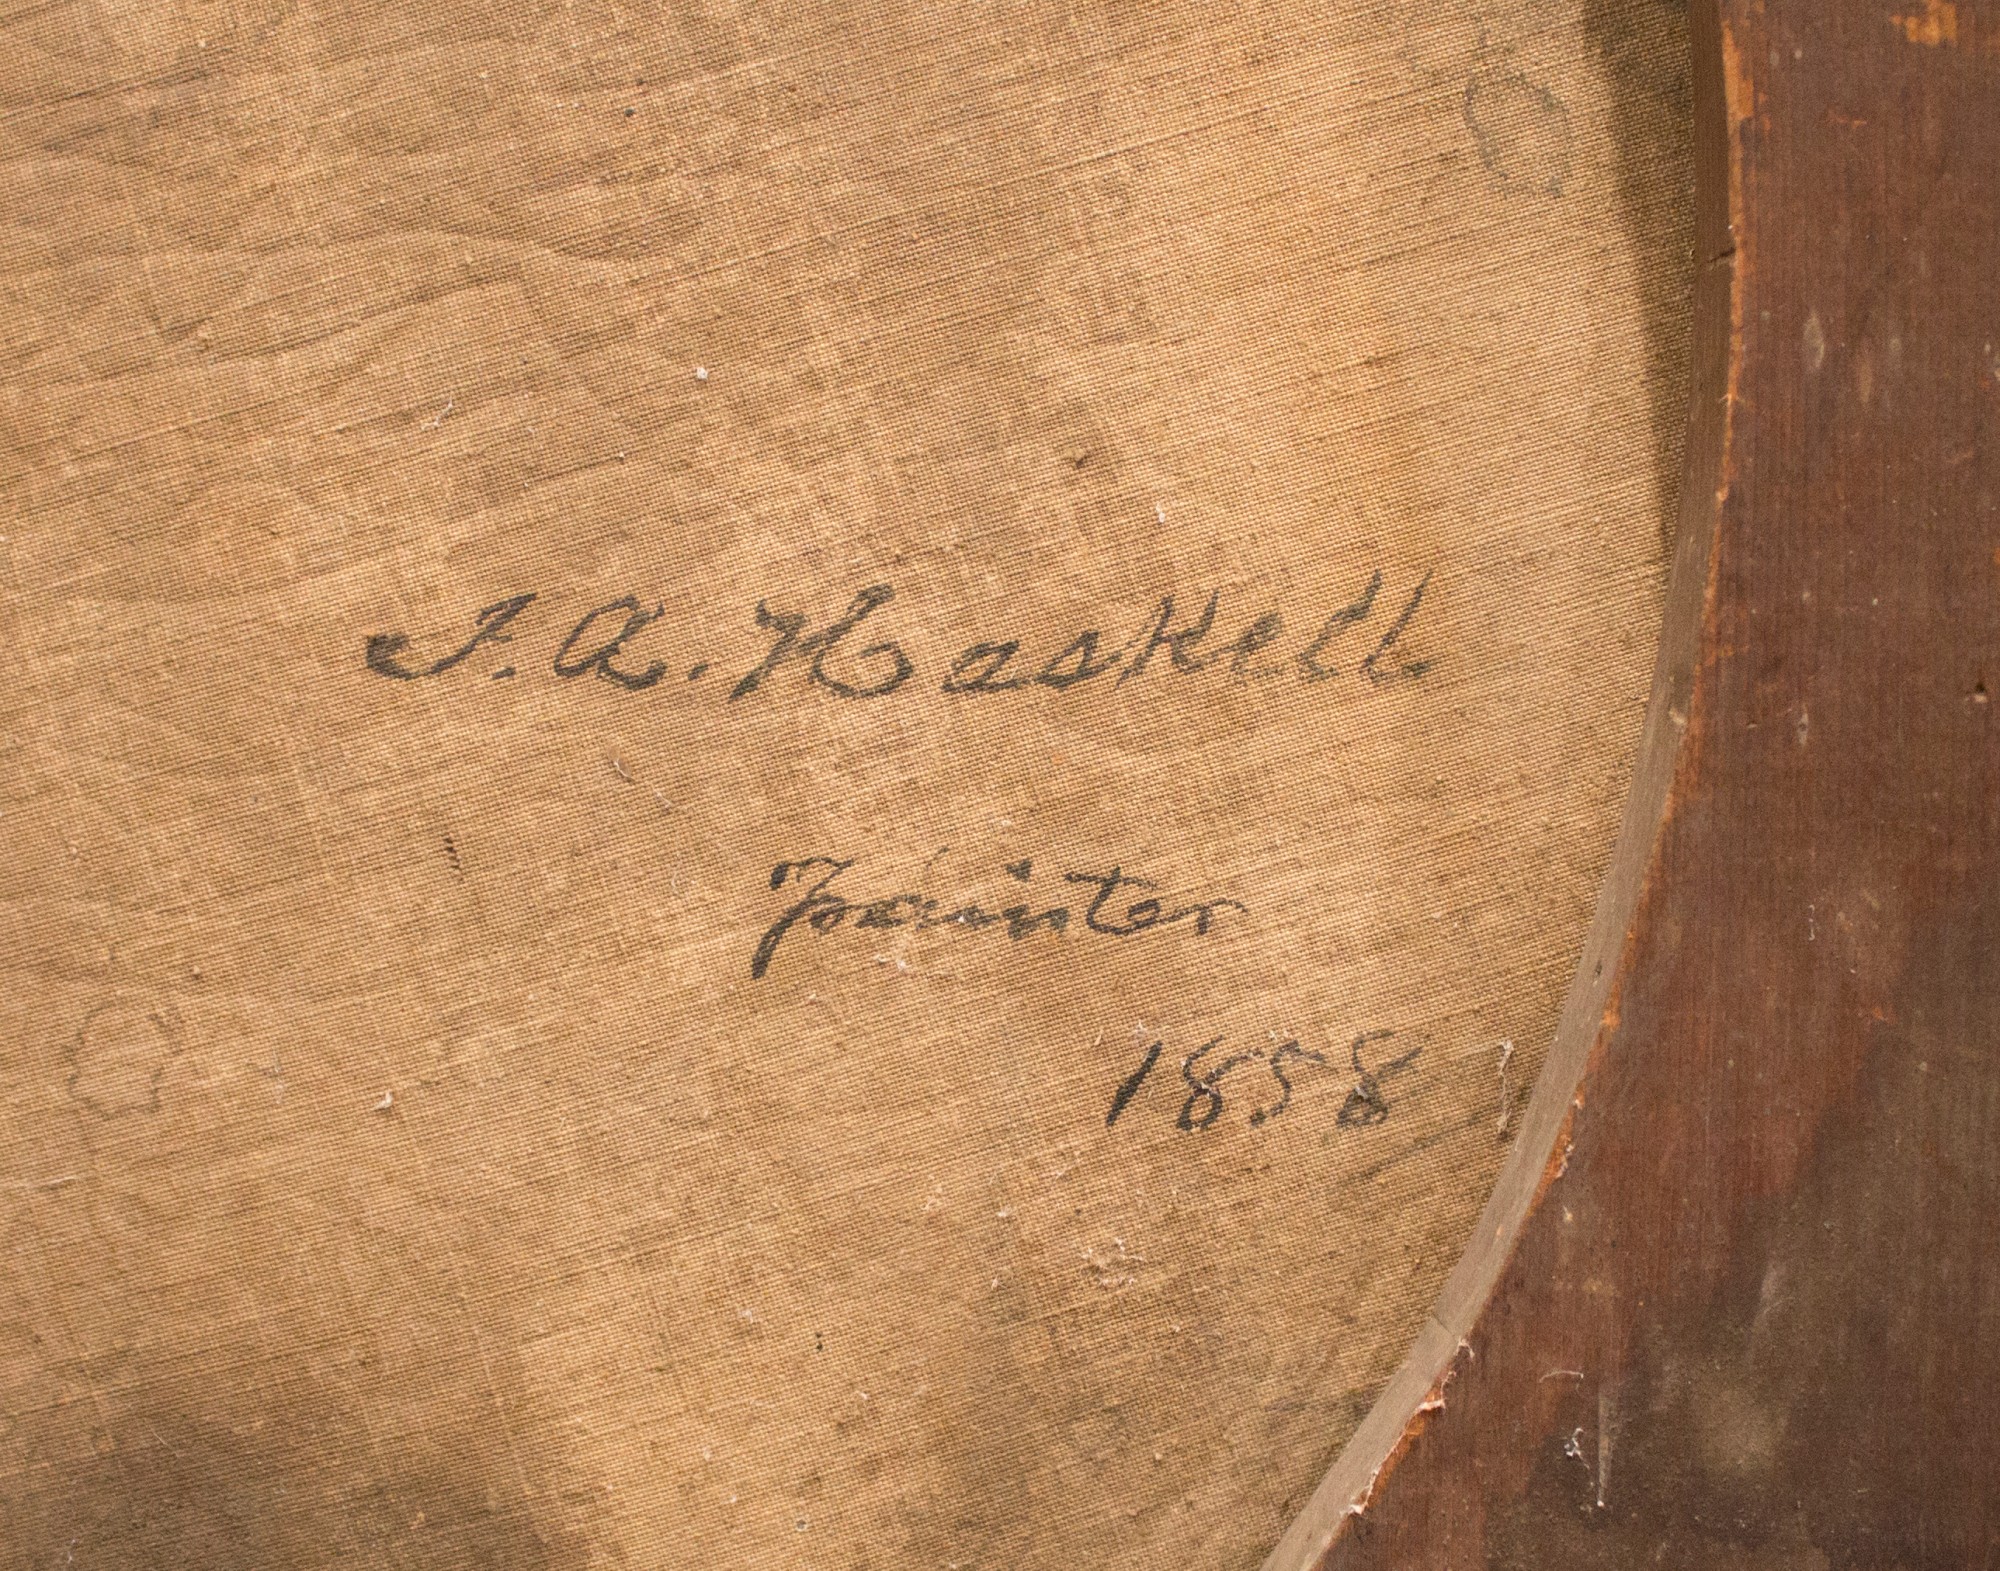 J. A. Haskell.
Painter
1858